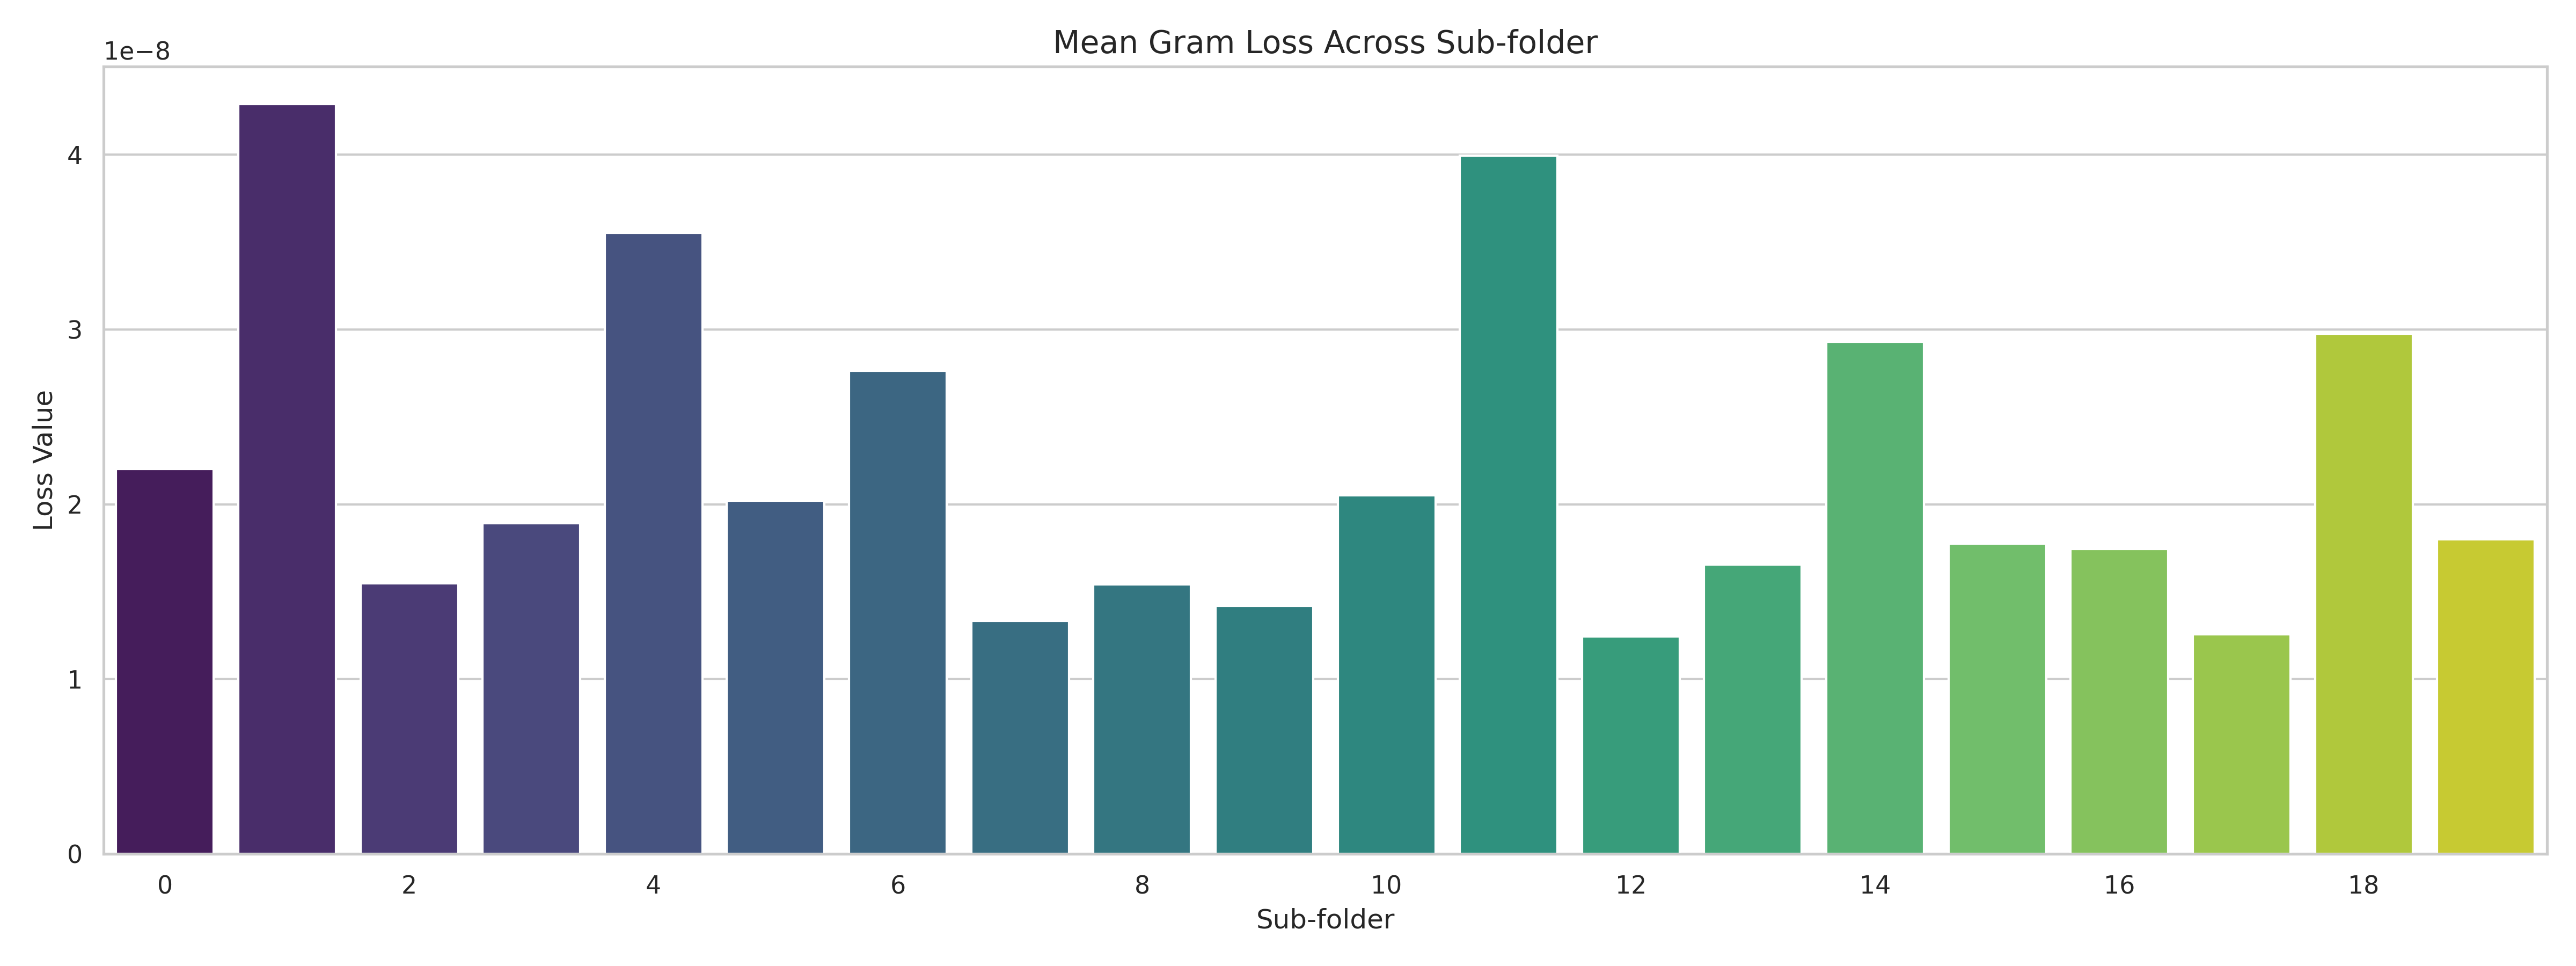 Mean Gram Loss Across Sub-folder
1e−8
4
3
2
1
0
Loss Value
0 2 4 6 8 10 12 14 16 18
Sub-folder